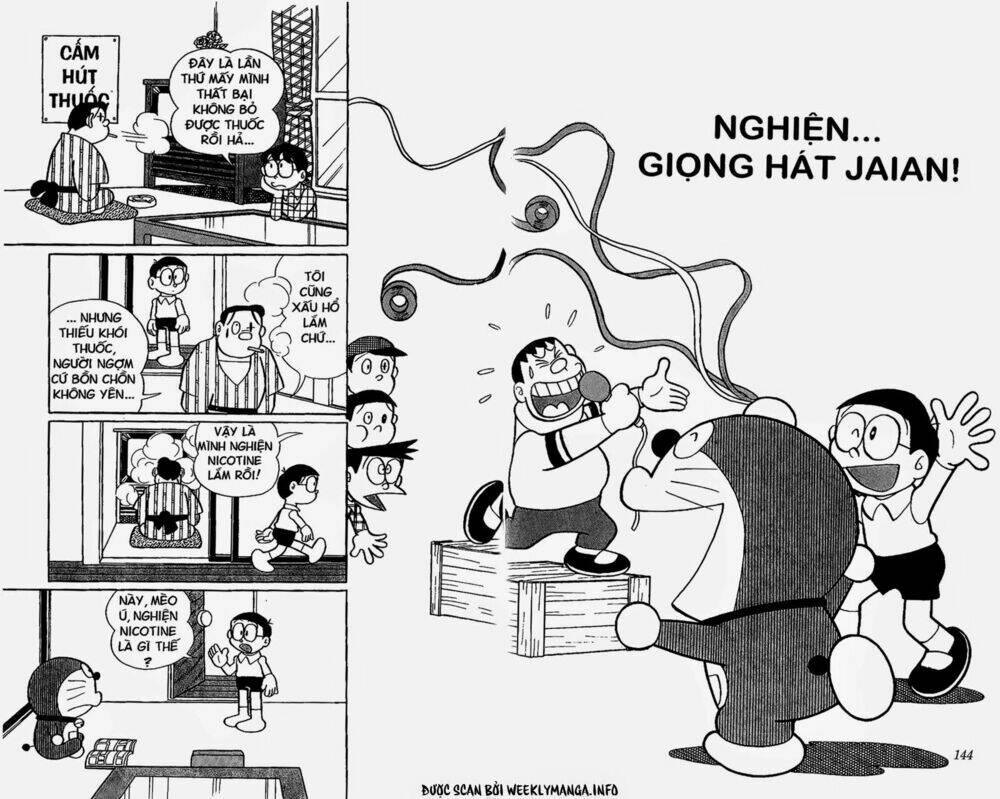 NGHIỆN...
GIỌNG HÁT JAIAN!
CẤM
HÚT
THUỐC
ĐÂY LÀ LẦN
THỨ MẤY MÌNH
THẤT BẠI
KHÔNG BỎ
ĐƯỢC THUỐC
RỒI HẢ...
TÔI
CŨNG
XẤU HỔ
LẮM
CHỨ...
... NHƯNG
THIẾU KHÓI
THUỐC,
NGƯỜI NGỢM
CỨ BỒN CHỒN
KHÔNG YÊN...
VẬY LÀ
MÌNH NGHIỆN
NICOTINE
LẮM RỒI!
NÀY, MÈO
Ú, NGHIỆN
NICOTINE
LÀ GÌ THẾ
?
144
ĐƯỢC SCAN BỞI WEEKLYMANGA.INFO